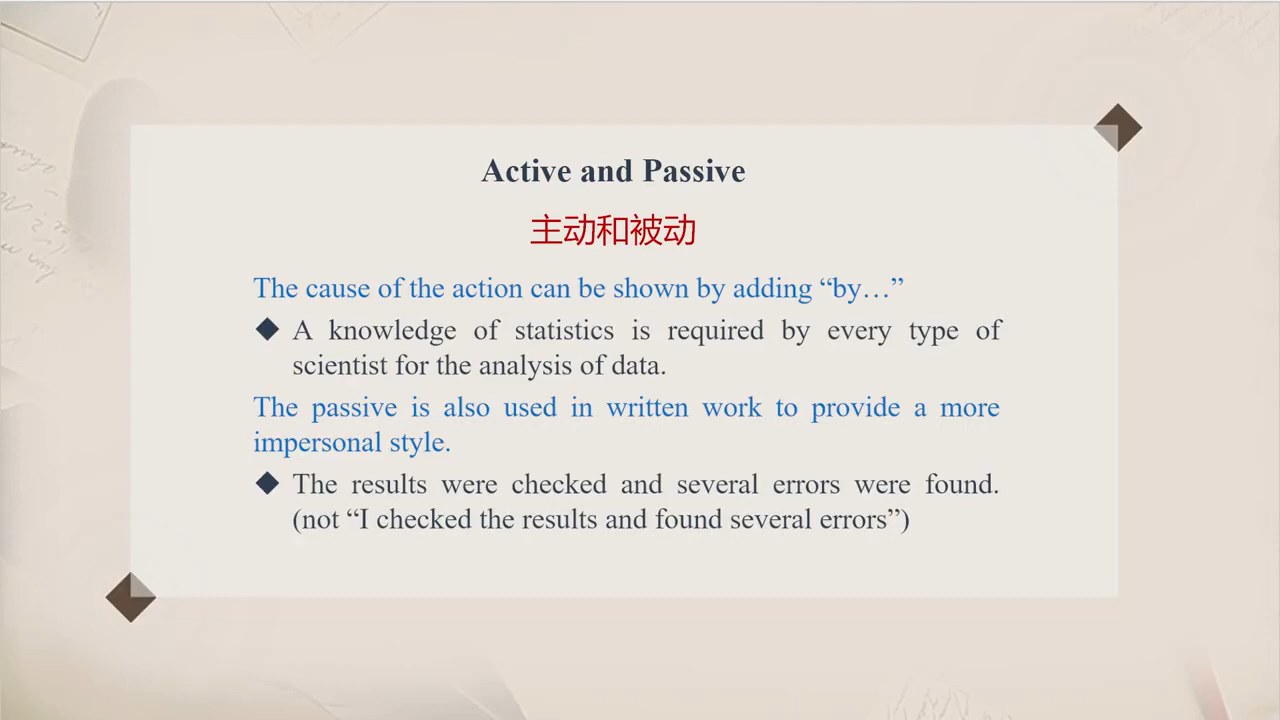 Active and Passive
主动和被动
The cause of the action can be shown by adding “by…”
◆ A knowledge of statistics is required by every type of
scientist for the analysis of data.
The passive is also used in written work to provide a more
impersonal style.
◆ The results were checked and several errors were found.
(not “I checked the results and found several errors”)